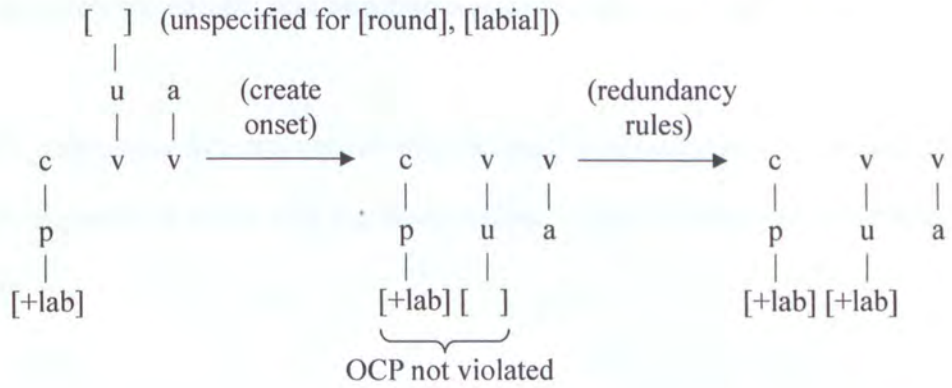 [ ] (unspecified for [round], [labial])
u a (create (redundancy
onset) rules)
c v v c v v c v v
p p u a p u a
[+lab] [+lab] [ ] [+lab] [+lab]
OCP not violated